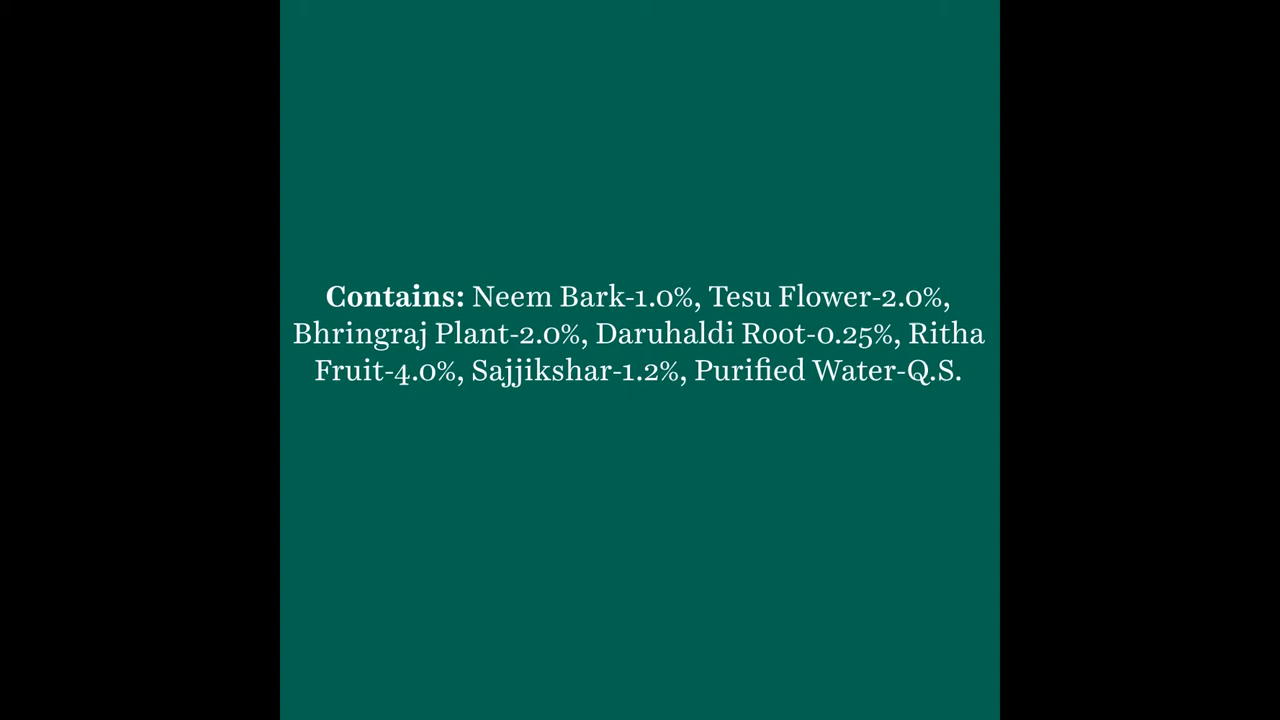 Contains: Neem Bark-1.0%, Tesu Flower-2.0%,
Bhringraj Plant-2.0%, Daruhaldi Root-0.25%, Ritha
Fruit-4.0%, Sajjikshar-1.2%, Purified Water-Q.S.